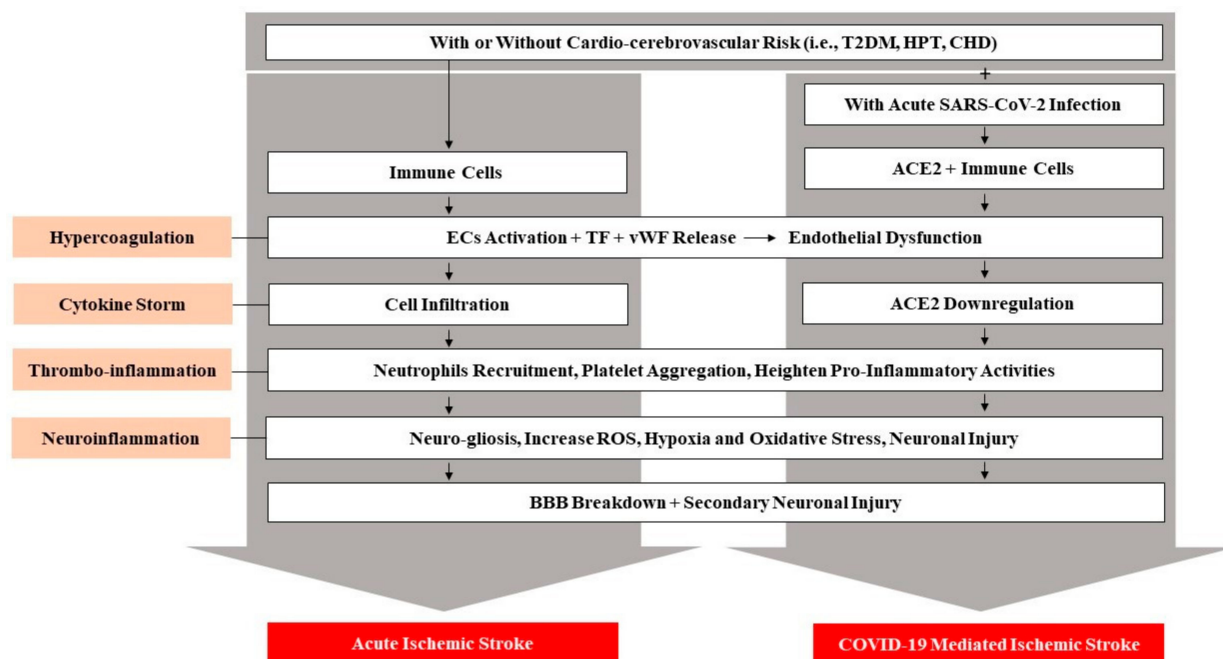 With or Without Cardio-cerebrovascular Risk (i.e., T2DM, HPT, CHD)
+
With Acute SARS-CoV-2 Infection
Immune Cells
ACE2 + Immune Cells
Hypercoagulation
ECs Activation + TF + vWF Release → Endothelial Dysfunction
Cytokine Storm
Cell Infiltration
ACE2 Downregulation
Thrombo-inflammation
Neutrophils Recruitment, Platelet Aggregation, Heighten Pro-Inflammatory Activities
Neuroinflammation
Neuro-gliosis, Increase ROS, Hypoxia and Oxidative Stress, Neuronal Injury
BBB Breakdown + Secondary Neuronal Injury
Acute Ischemic Stroke
COVID-19 Mediated Ischemic Stroke